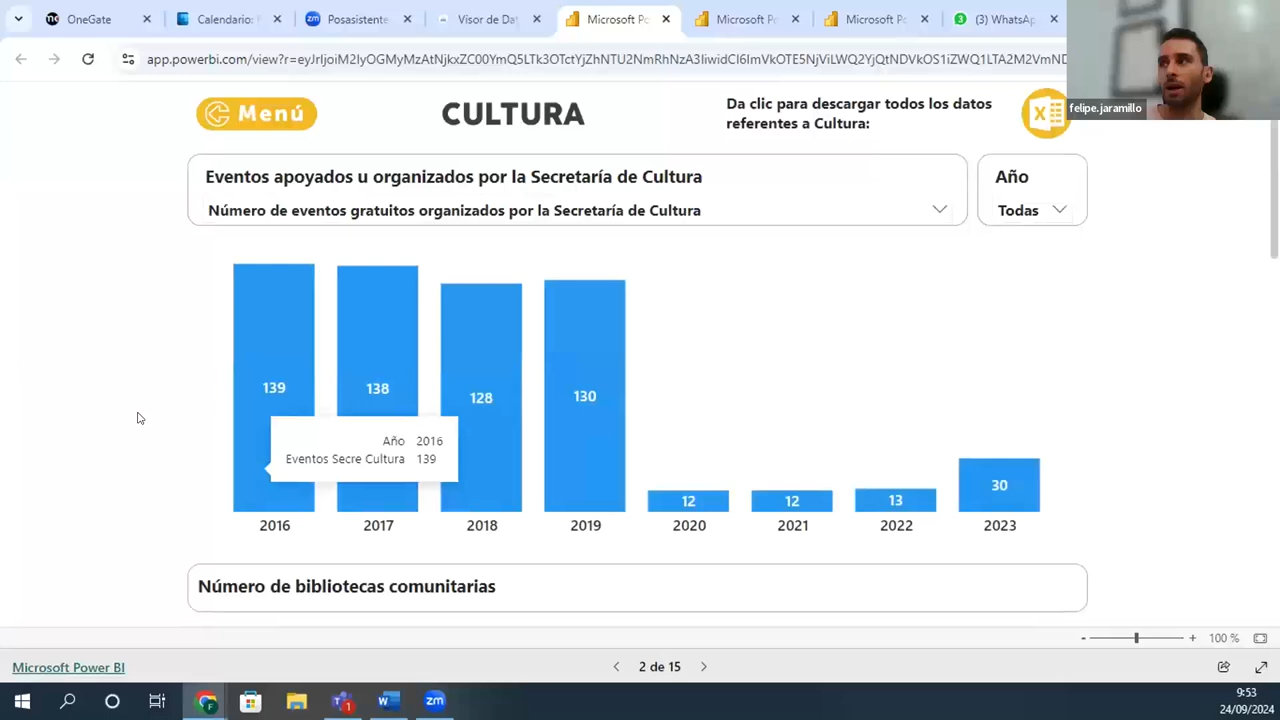 OneGate
Calendario:
Posasistente
Visor de Da
Microsoft Po
Microsoft Po
Microsoft Po
(3) WhatsAp
app.powerbi.com/view?r=
felipe.jaramillo
Menú
CULTURA
Da clic para descargar todos los datos
referentes a Cultura:
Eventos apoyados u organizados por la Secretaría de Cultura
Número de eventos gratuitos organizados por la Secretaría de Cultura
Año
Todas
139
138
128
130
12
12
13
30
Año 2016
Eventos Secre Cultura 139
2016
2017
2018
2019
2020
2021
2022
2023
Número de bibliotecas comunitarias
- + 100 %
Microsoft Power BI
2 de 15
9:53
24/09/2024